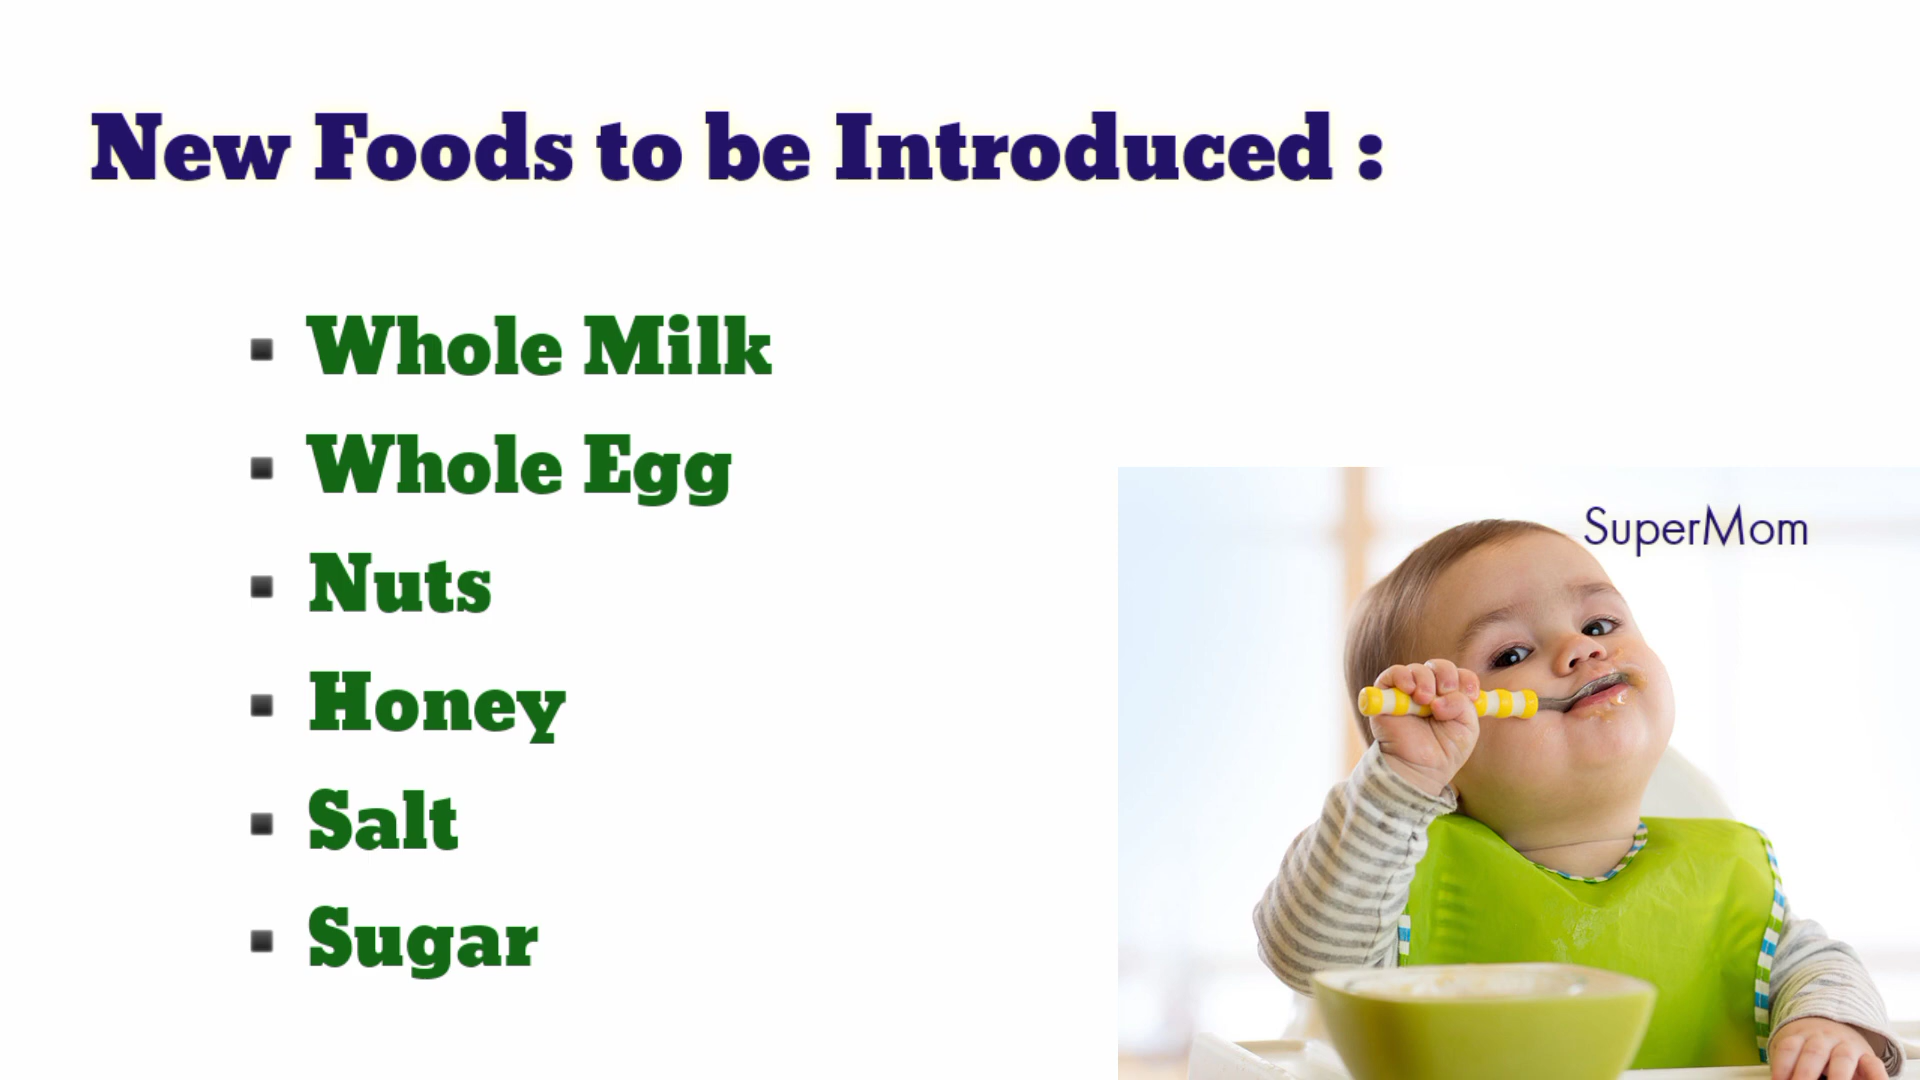 New Foods to be Introduced :
Whole Milk
Whole Egg
Nuts
Honey
Salt
Sugar
SuperMom